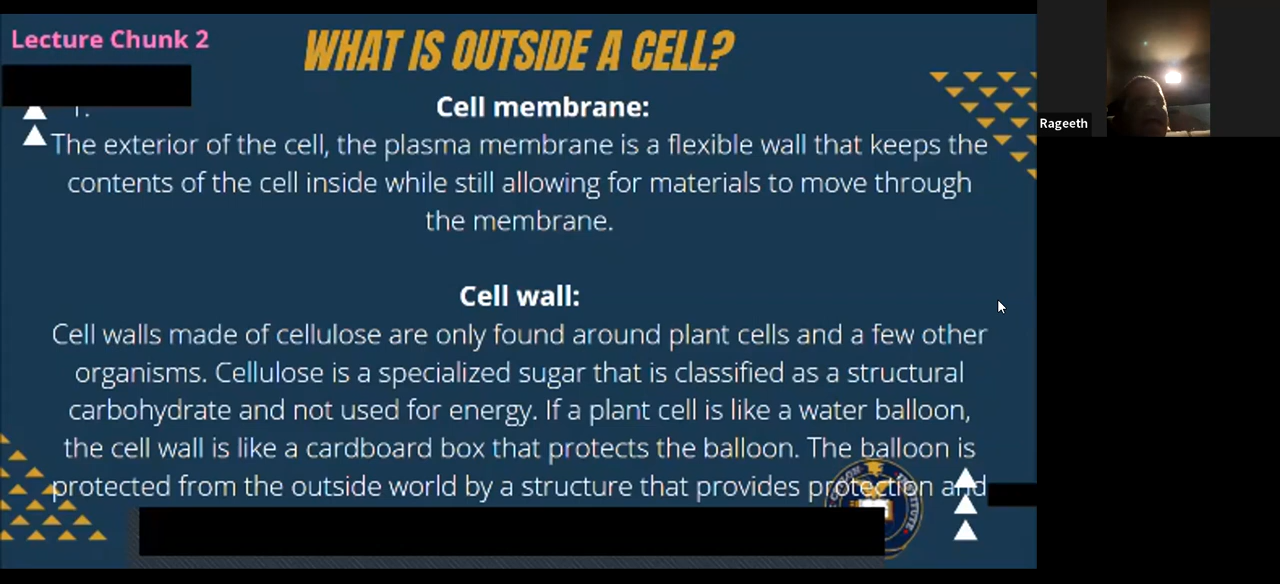 Lecture Chunk 2
WHAT IS OUTSIDE A CELL?
Rageeth
1.
Cell membrane:
The exterior of the cell, the plasma membrane is a flexible wall that keeps the
contents of the cell inside while still allowing for materials to move through
the membrane.
Cell wall:
Cell walls made of cellulose are only found around plant cells and a few other
organisms. Cellulose is a specialized sugar that is classified as a structural
carbohydrate and not used for energy. If a plant cell is like a water balloon,
the cell wall is like a cardboard box that protects the balloon. The balloon is
protected from the outside world by a structure that provides protection and